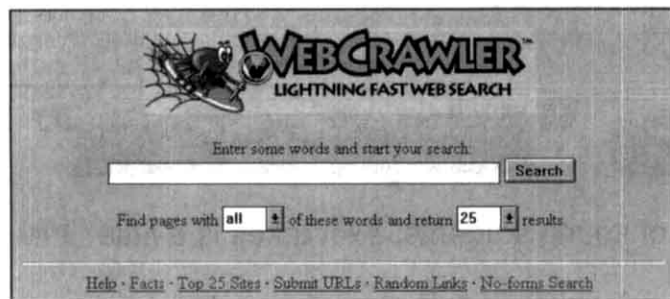 WEBCRAWLER™
LIGHTNING FAST WEB SEARCH
Enter some words and start your search:
Search
Find pages with all of these words and return 25 results.
Help · Facts · Top 25 Sites · Submit URLs · Random Links · No-forms Search